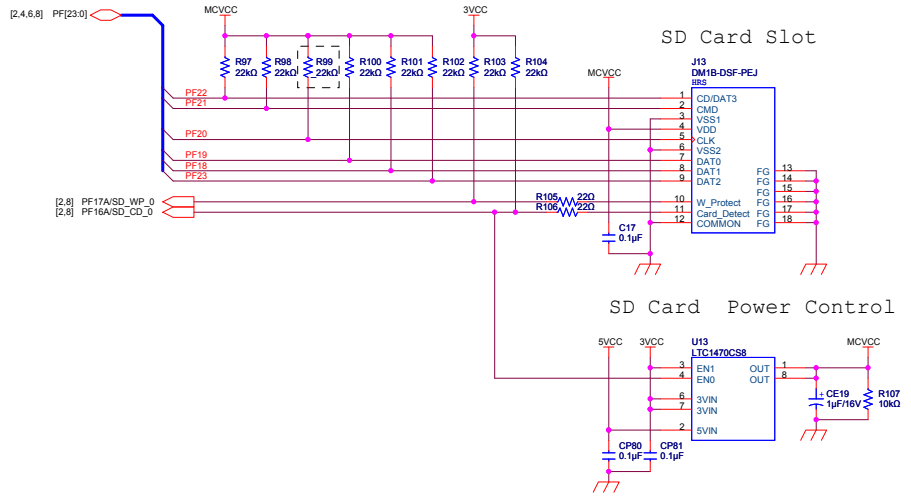 [2,4,6,8] PF[23:0]
MCVCC
3VCC
SD Card Slot
R97 22kΩ
R98 22kΩ
R99 22kΩ
R100 22kΩ
R101 22kΩ
R102 22kΩ
R103 22kΩ
R104 22kΩ
MCVCC
J13
DM1B-DSF-PEJ
HRS
PF22
PF21
PF20
PF19
PF18
PF23
1 CD/DAT3
2 CMD
3 VSS1
4 VDD
5 CLK
6 VSS2
7 DAT0
8 DAT1
9 DAT2
10 W_Protect
11 Card_Detect
12 COMMON
FG 13
FG 14
FG 15
FG 16
FG 17
FG 18
[2,8] PF17A/SD_WP_0
[2,8] PF16A/SD_CD_0
R105 22Ω
R106 22Ω
C17
0.1µF
SD Card Power Control
5VCC
3VCC
U13
LTC1470CS8
MCVCC
3 EN1
4 EN0
6 3VIN
7 3VIN
2 5VIN
OUT 1
OUT 8
+
CE19
1µF/16V
R107
10kΩ
CP80
0.1µF
CP81
0.1µF